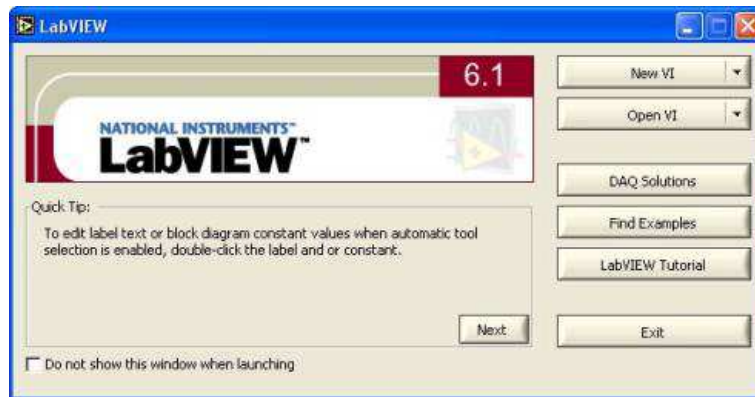 LabVIEW
6.1
NATIONAL INSTRUMENTS™
LabVIEW™
New VI
Open VI
DAQ Solutions
Find Examples
LabVIEW Tutorial
Exit
Quick Tip:
To edit label text or block diagram constant values when automatic tool
selection is enabled, double-click the label and or constant.
Next
Do not show this window when launching